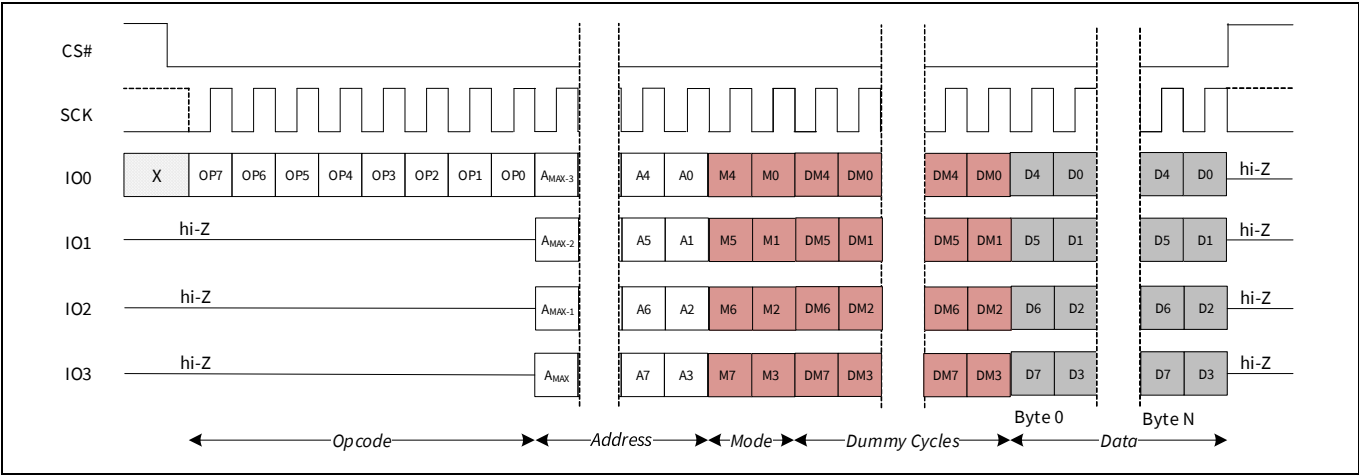 CS#
SCK
IO0 X OP7 OP6 OP5 OP4 OP3 OP2 OP1 OP0 AMAX-3 A4 A0 M4 M0 DM4 DM0 DM4 DM0 D4 D0 D4 D0 hi-Z
IO1 hi-Z AMAX-2 A5 A1 M5 M1 DM5 DM1 DM5 DM1 D5 D1 D5 D1 hi-Z
IO2 hi-Z AMAX-1 A6 A2 M6 M2 DM6 DM2 DM6 DM2 D6 D2 D6 D2 hi-Z
IO3 hi-Z AMAX A7 A3 M7 M3 DM7 DM3 DM7 DM3 D7 D3 D7 D3 hi-Z
Byte 0 Byte N
Opcode Address Mode Dummy Cycles Data